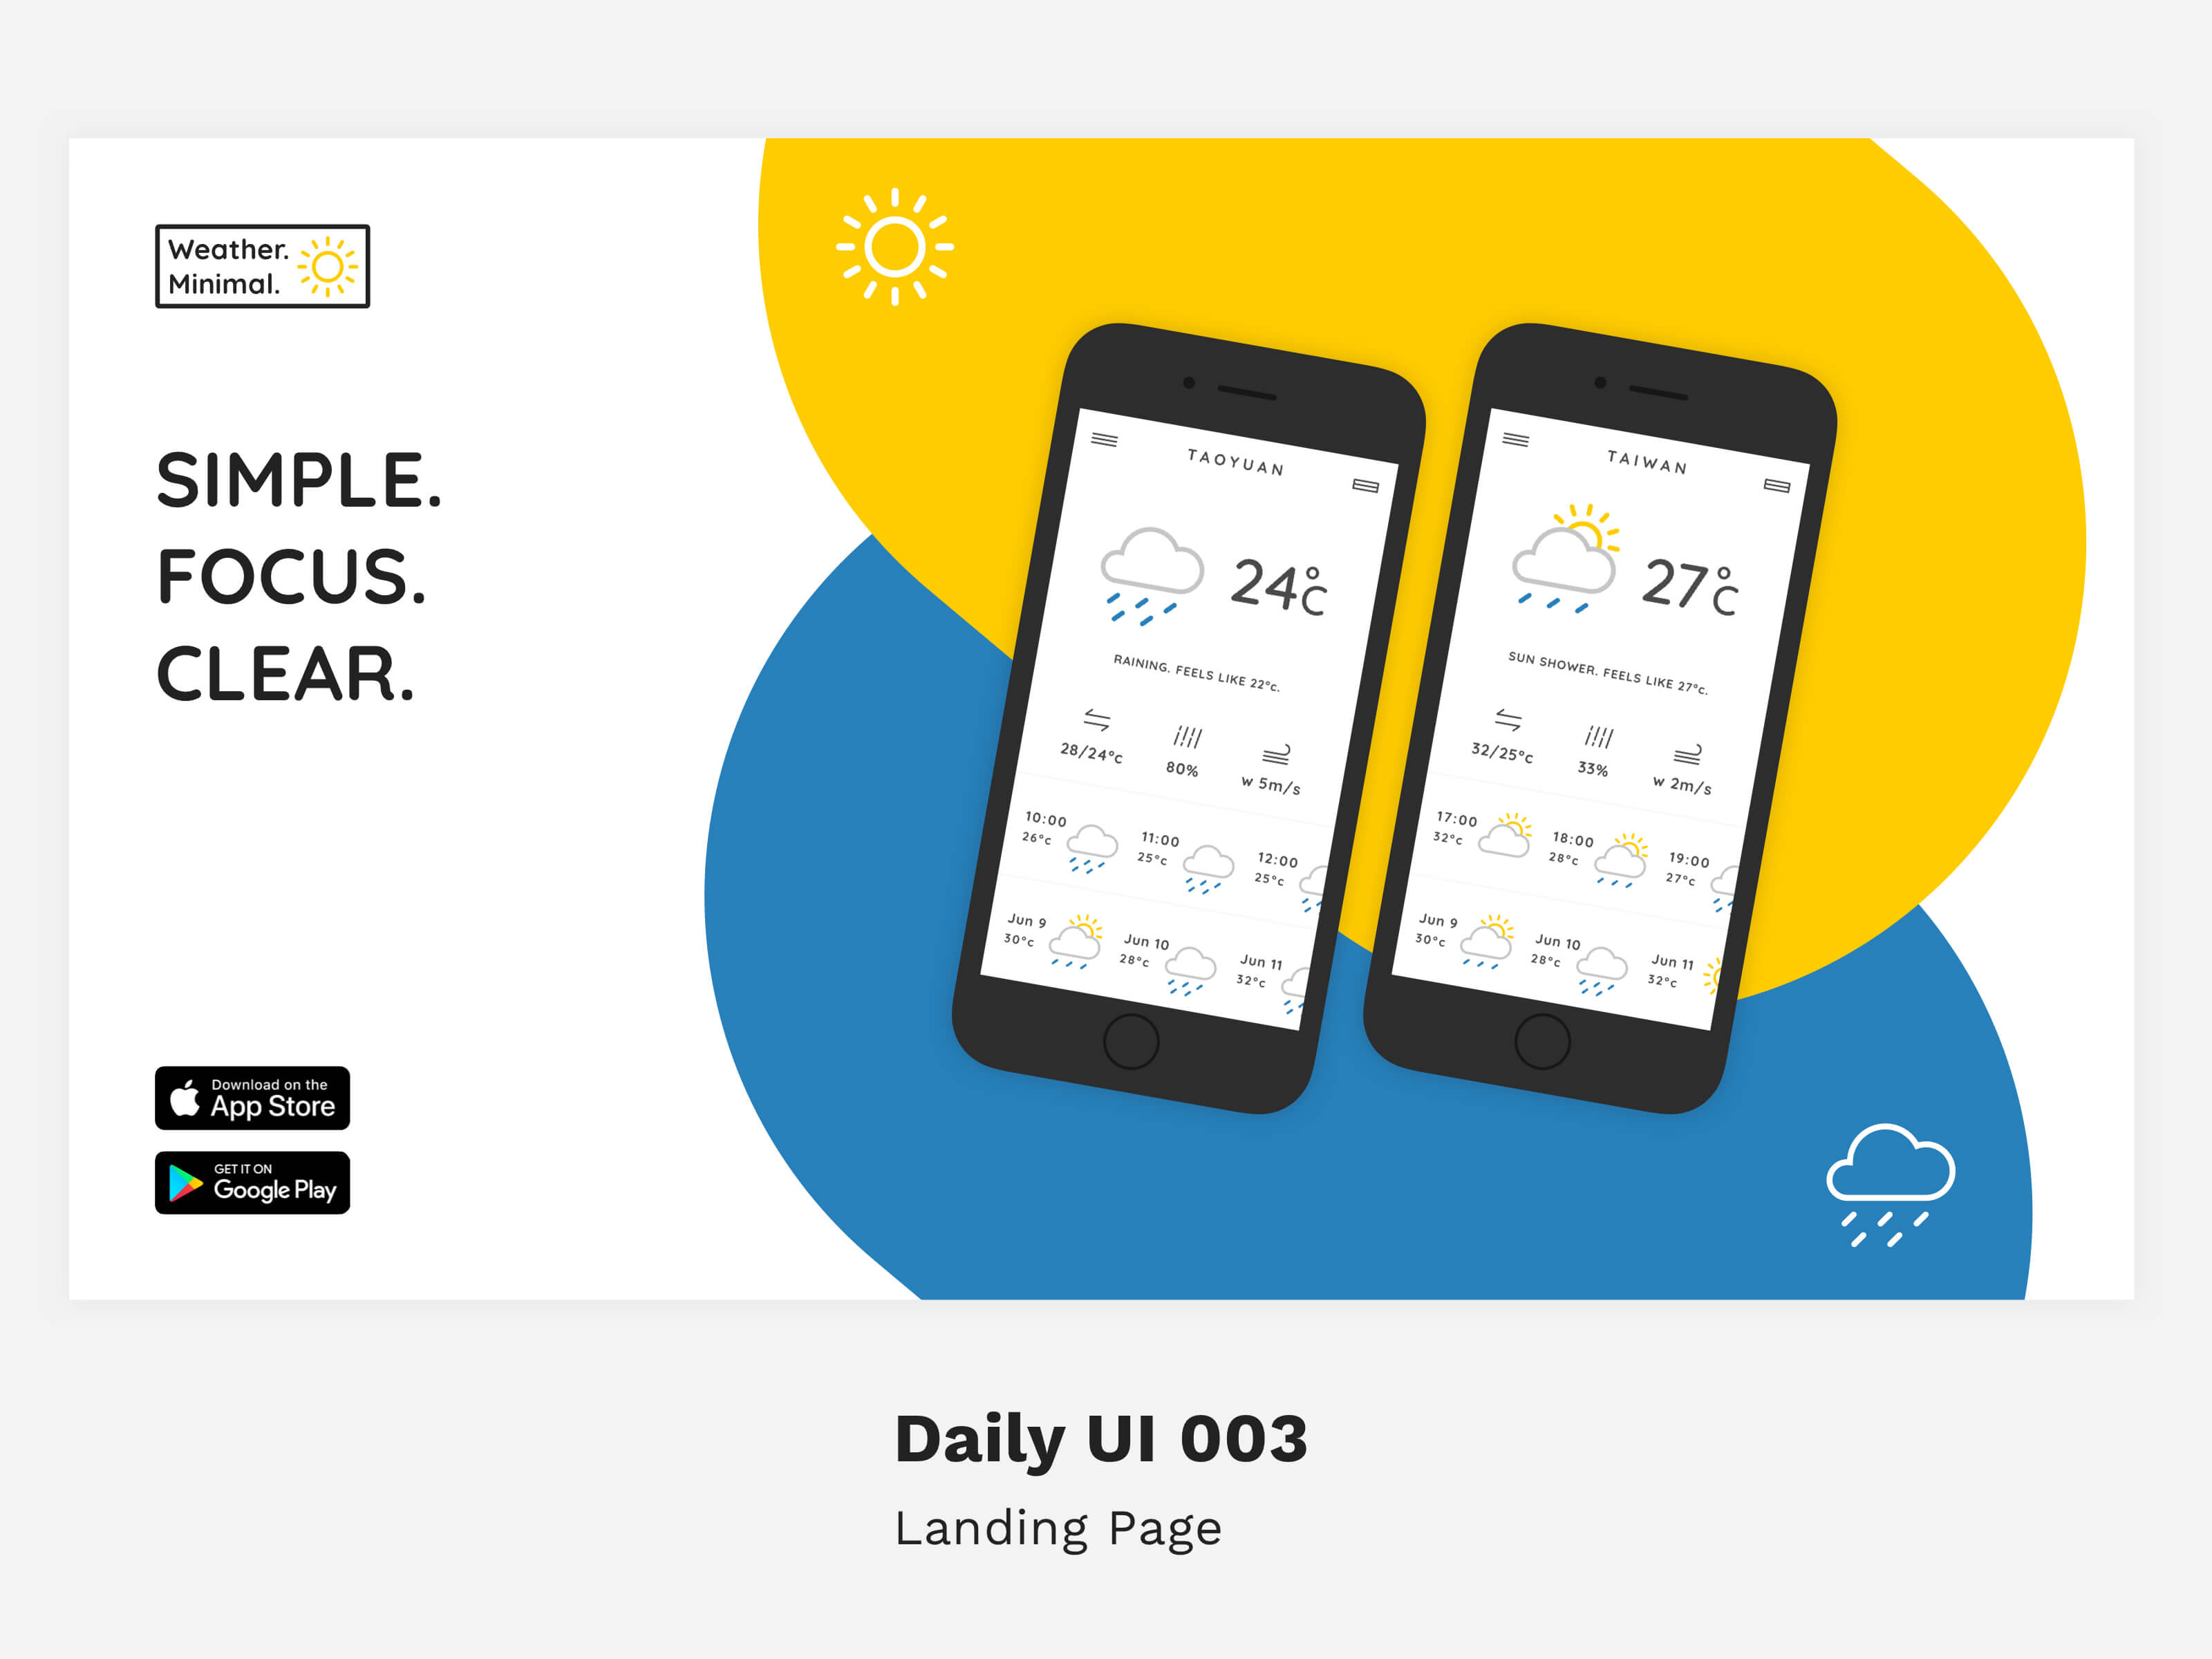 Weather.
Minimal.
SIMPLE.
FOCUS.
CLEAR.
Download on the
App Store
GET IT ON
Google Play
TAOYUAN
24°C
RAINING. FEELS LIKE 22°c.
28/24°c
80%
w 5m/s
10:00
26°c
11:00
25°c
12:00
25°c
Jun 9
30°c
Jun 10
28°c
Jun 11
32°c
TAIWAN
27°C
SUN SHOWER. FEELS LIKE 27°c.
32/25°c
33%
w 2m/s
17:00
32°c
18:00
28°c
19:00
27°c
Jun 9
30°c
Jun 10
28°c
Jun 11
32°c
Daily UI 003
Landing Page